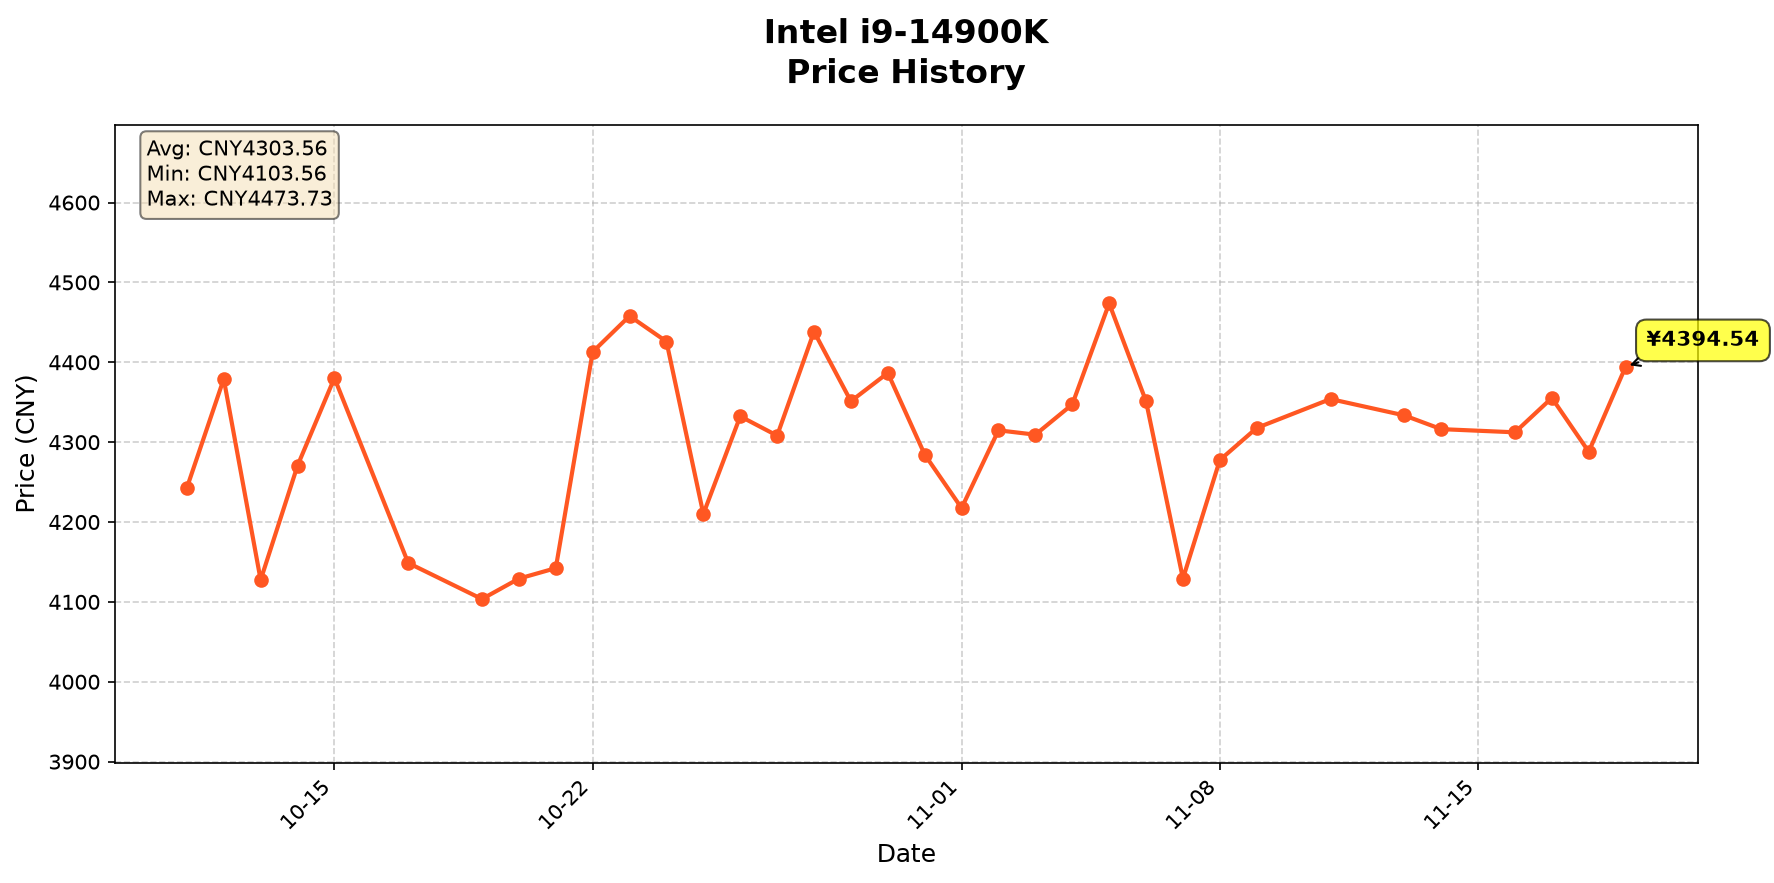 Intel i9-14900K
Price History
Avg: CNY4303.56
Min: CNY4103.56
Max: CNY4473.73
¥4394.54
Price (CNY)
4600
4500
4400
4300
4200
4100
4000
3900
10-15
10-22
11-01
11-08
11-15
Date